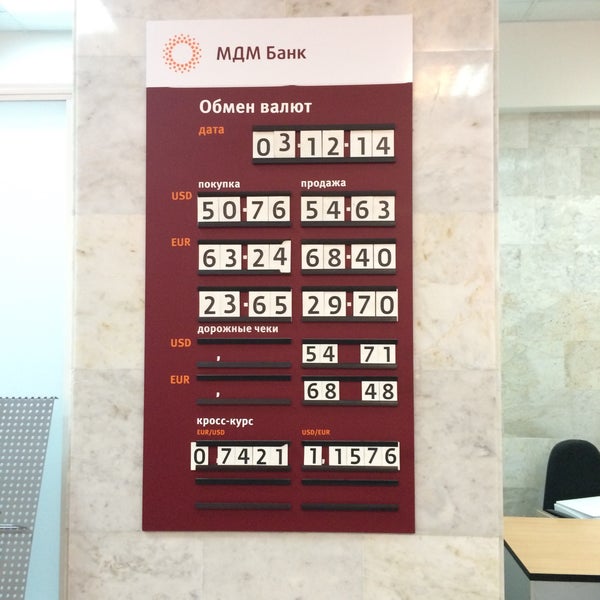 МДМ Банк
Обмен валют
дата 03·12·14
покупка продажа
USD 50·76 54·63
EUR 63·24 68·40
23·65 29·70
дорожные чеки
USD , 54 71
EUR , 68 48
кросс-курс
EUR/USD USD/EUR
0,7421 1,1576